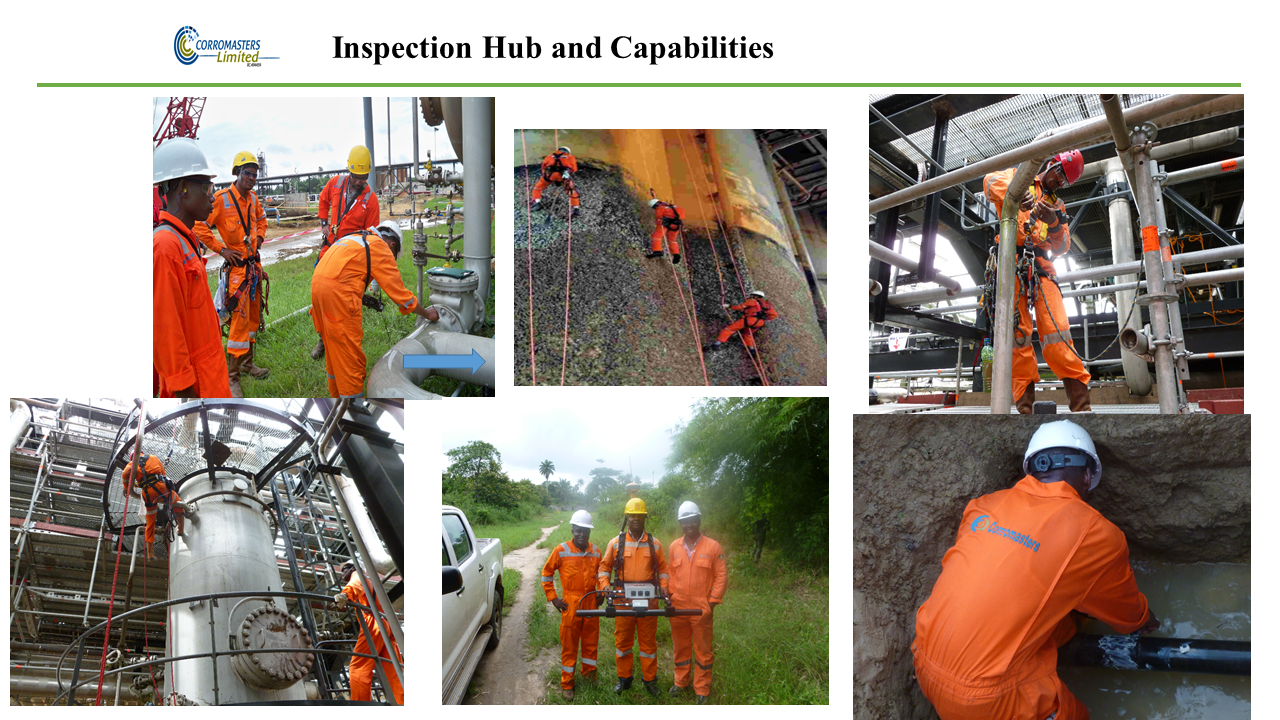 CORROMASTERS
Limited
Inspection Hub and Capabilities
Corromasters